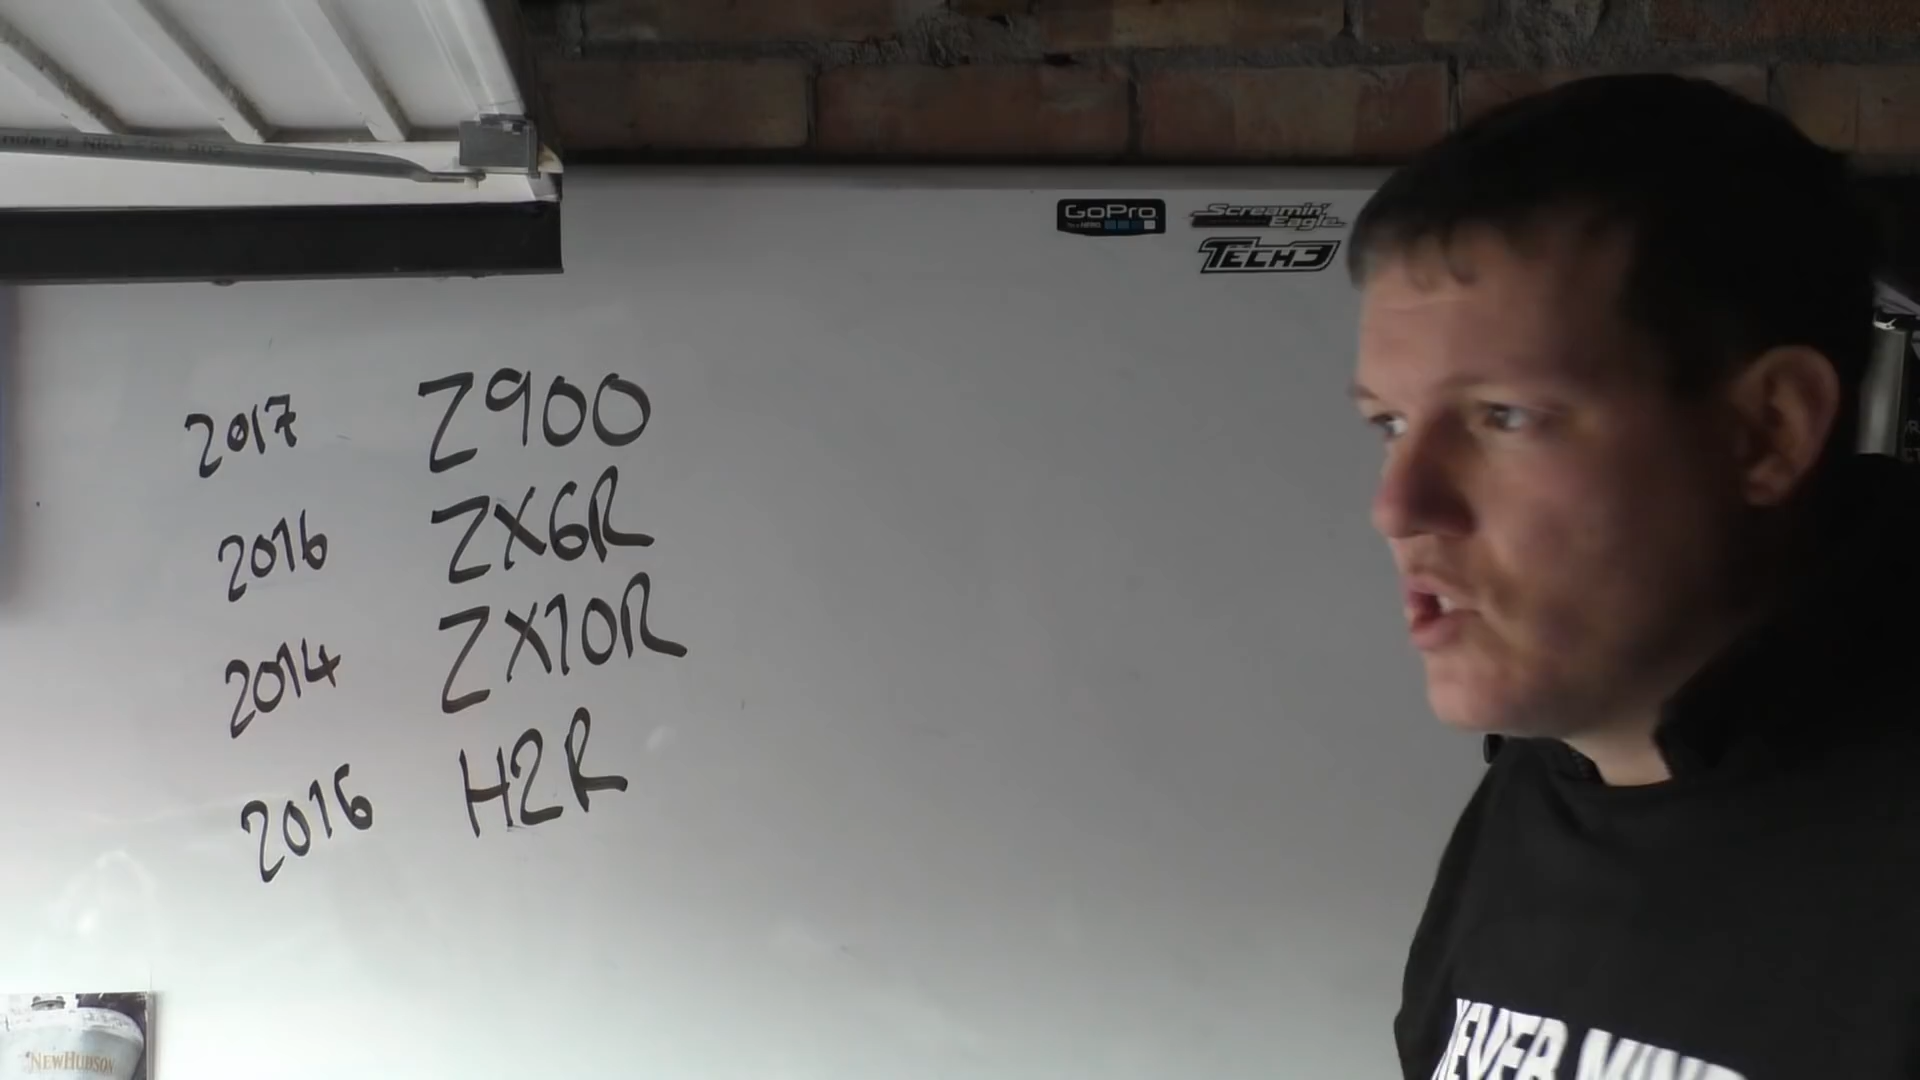 GoPro
Screamin' Eagle
TECH3
2017 Z900
2016 ZX6R
2014 ZX10R
2016 H2R
NEWHUDSON
NEVER MIND